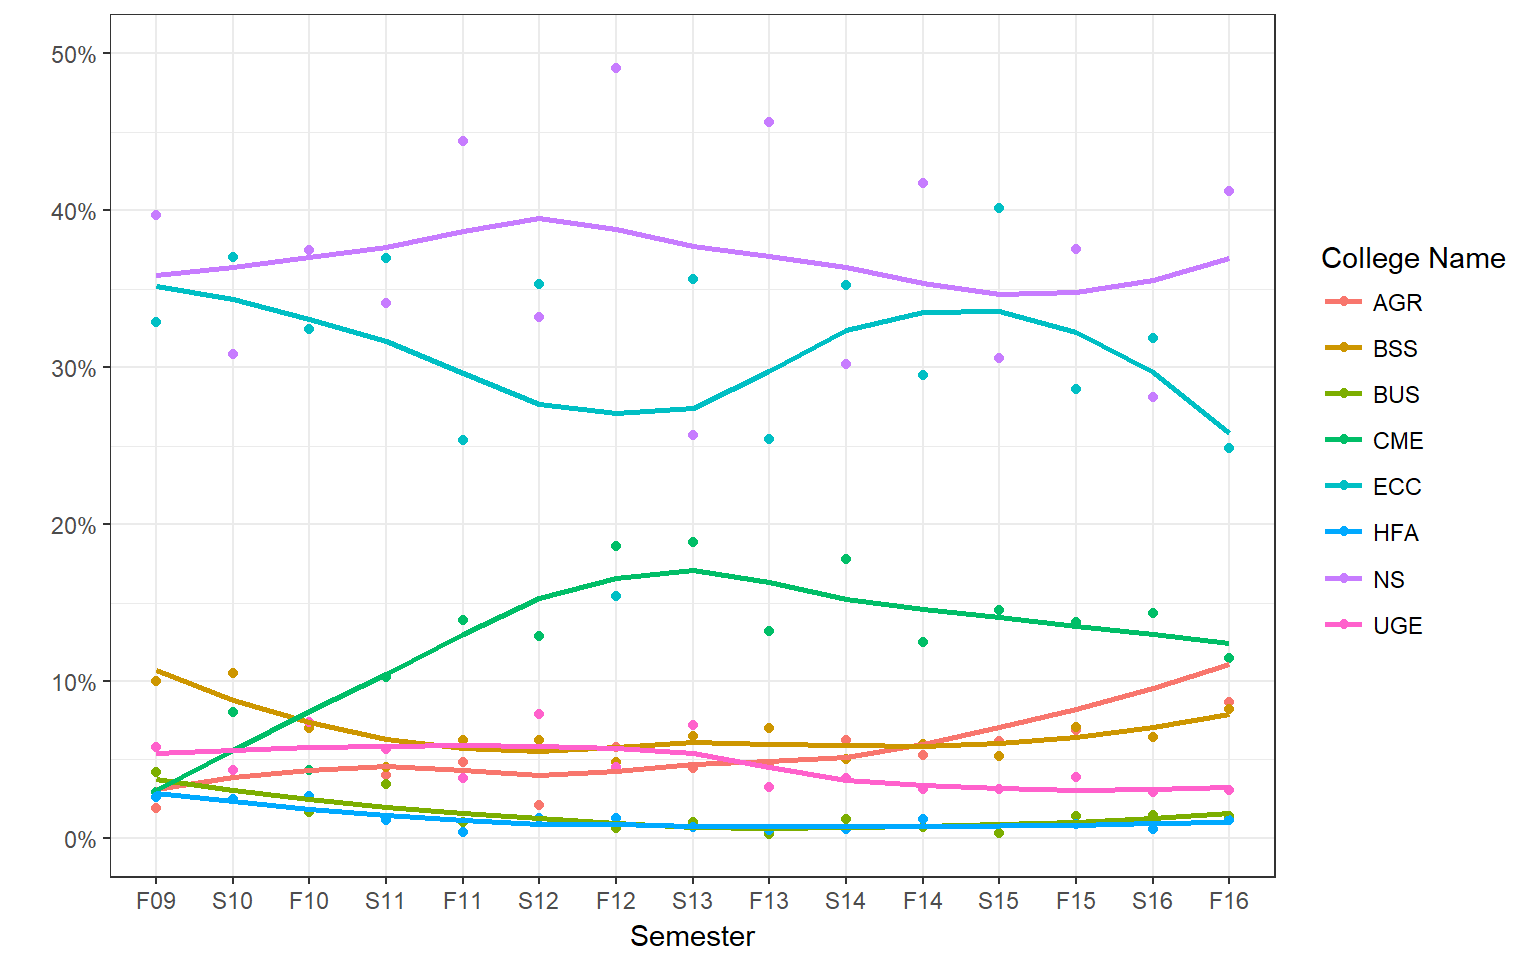 50%
40%
30%
20%
10%
0%
F09 S10 F10 S11 F11 S12 F12 S13 F13 S14 F14 S15 F15 S16 F16
Semester
College Name
AGR
BSS
BUS
CME
ECC
HFA
NS
UGE